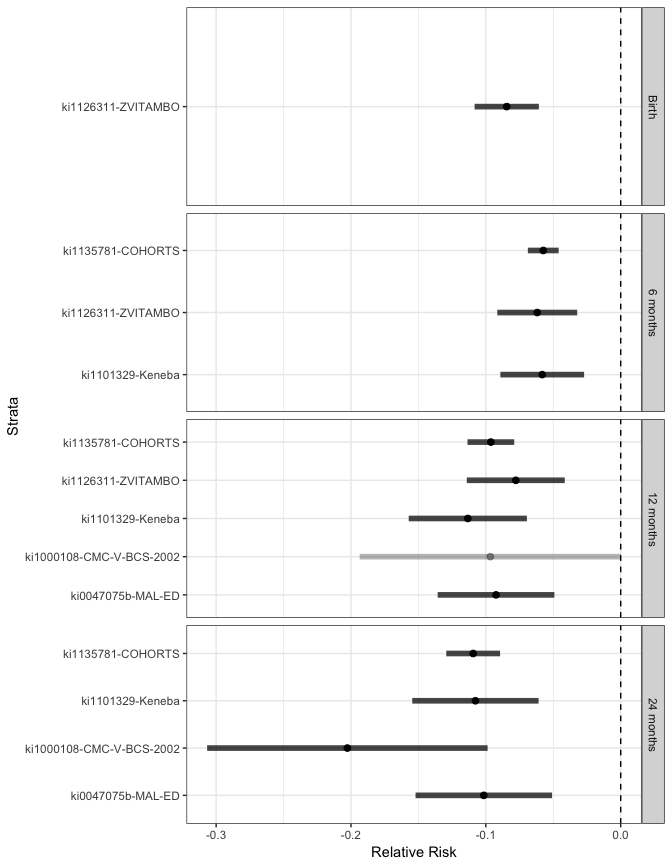 Strata
ki1126311-ZVITAMBO
Birth
ki1135781-COHORTS
ki1126311-ZVITAMBO
ki1101329-Keneba
6 months
ki1135781-COHORTS
ki1126311-ZVITAMBO
ki1101329-Keneba
ki1000108-CMC-V-BCS-2002
ki0047075b-MAL-ED
12 months
ki1135781-COHORTS
ki1101329-Keneba
ki1000108-CMC-V-BCS-2002
ki0047075b-MAL-ED
24 months
-0.3 -0.2 -0.1 0.0
Relative Risk